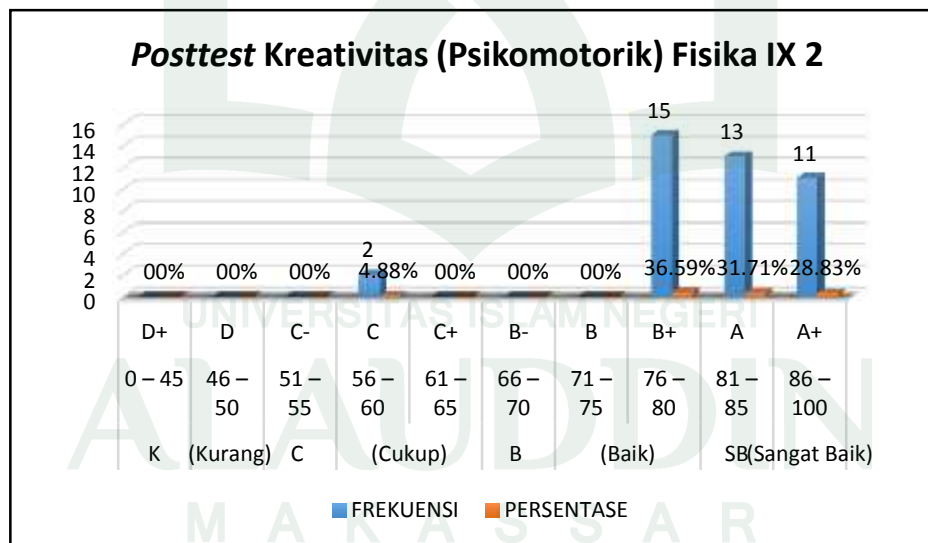 Posttest Kreativitas (Psikomotorik) Fisika IX 2
16
14
12
10
8
6
4
2
0
00% 00% 00% 2 4.88% 00% 00% 00% 15 36.59% 13 31.71% 11 28.83%
D+ D C- C C+ B- B B+ A A+
0 – 45 46 – 50 51 – 55 56 – 60 61 – 65 66 – 70 71 – 75 76 – 80 81 – 85 86 – 100
K (Kurang) C (Cukup) B (Baik) SB (Sangat Baik)
FREKUENSI PERSENTASE
UNIVERSITAS ISLAM NEGERI
ALAUDDIN
MAKASSAR